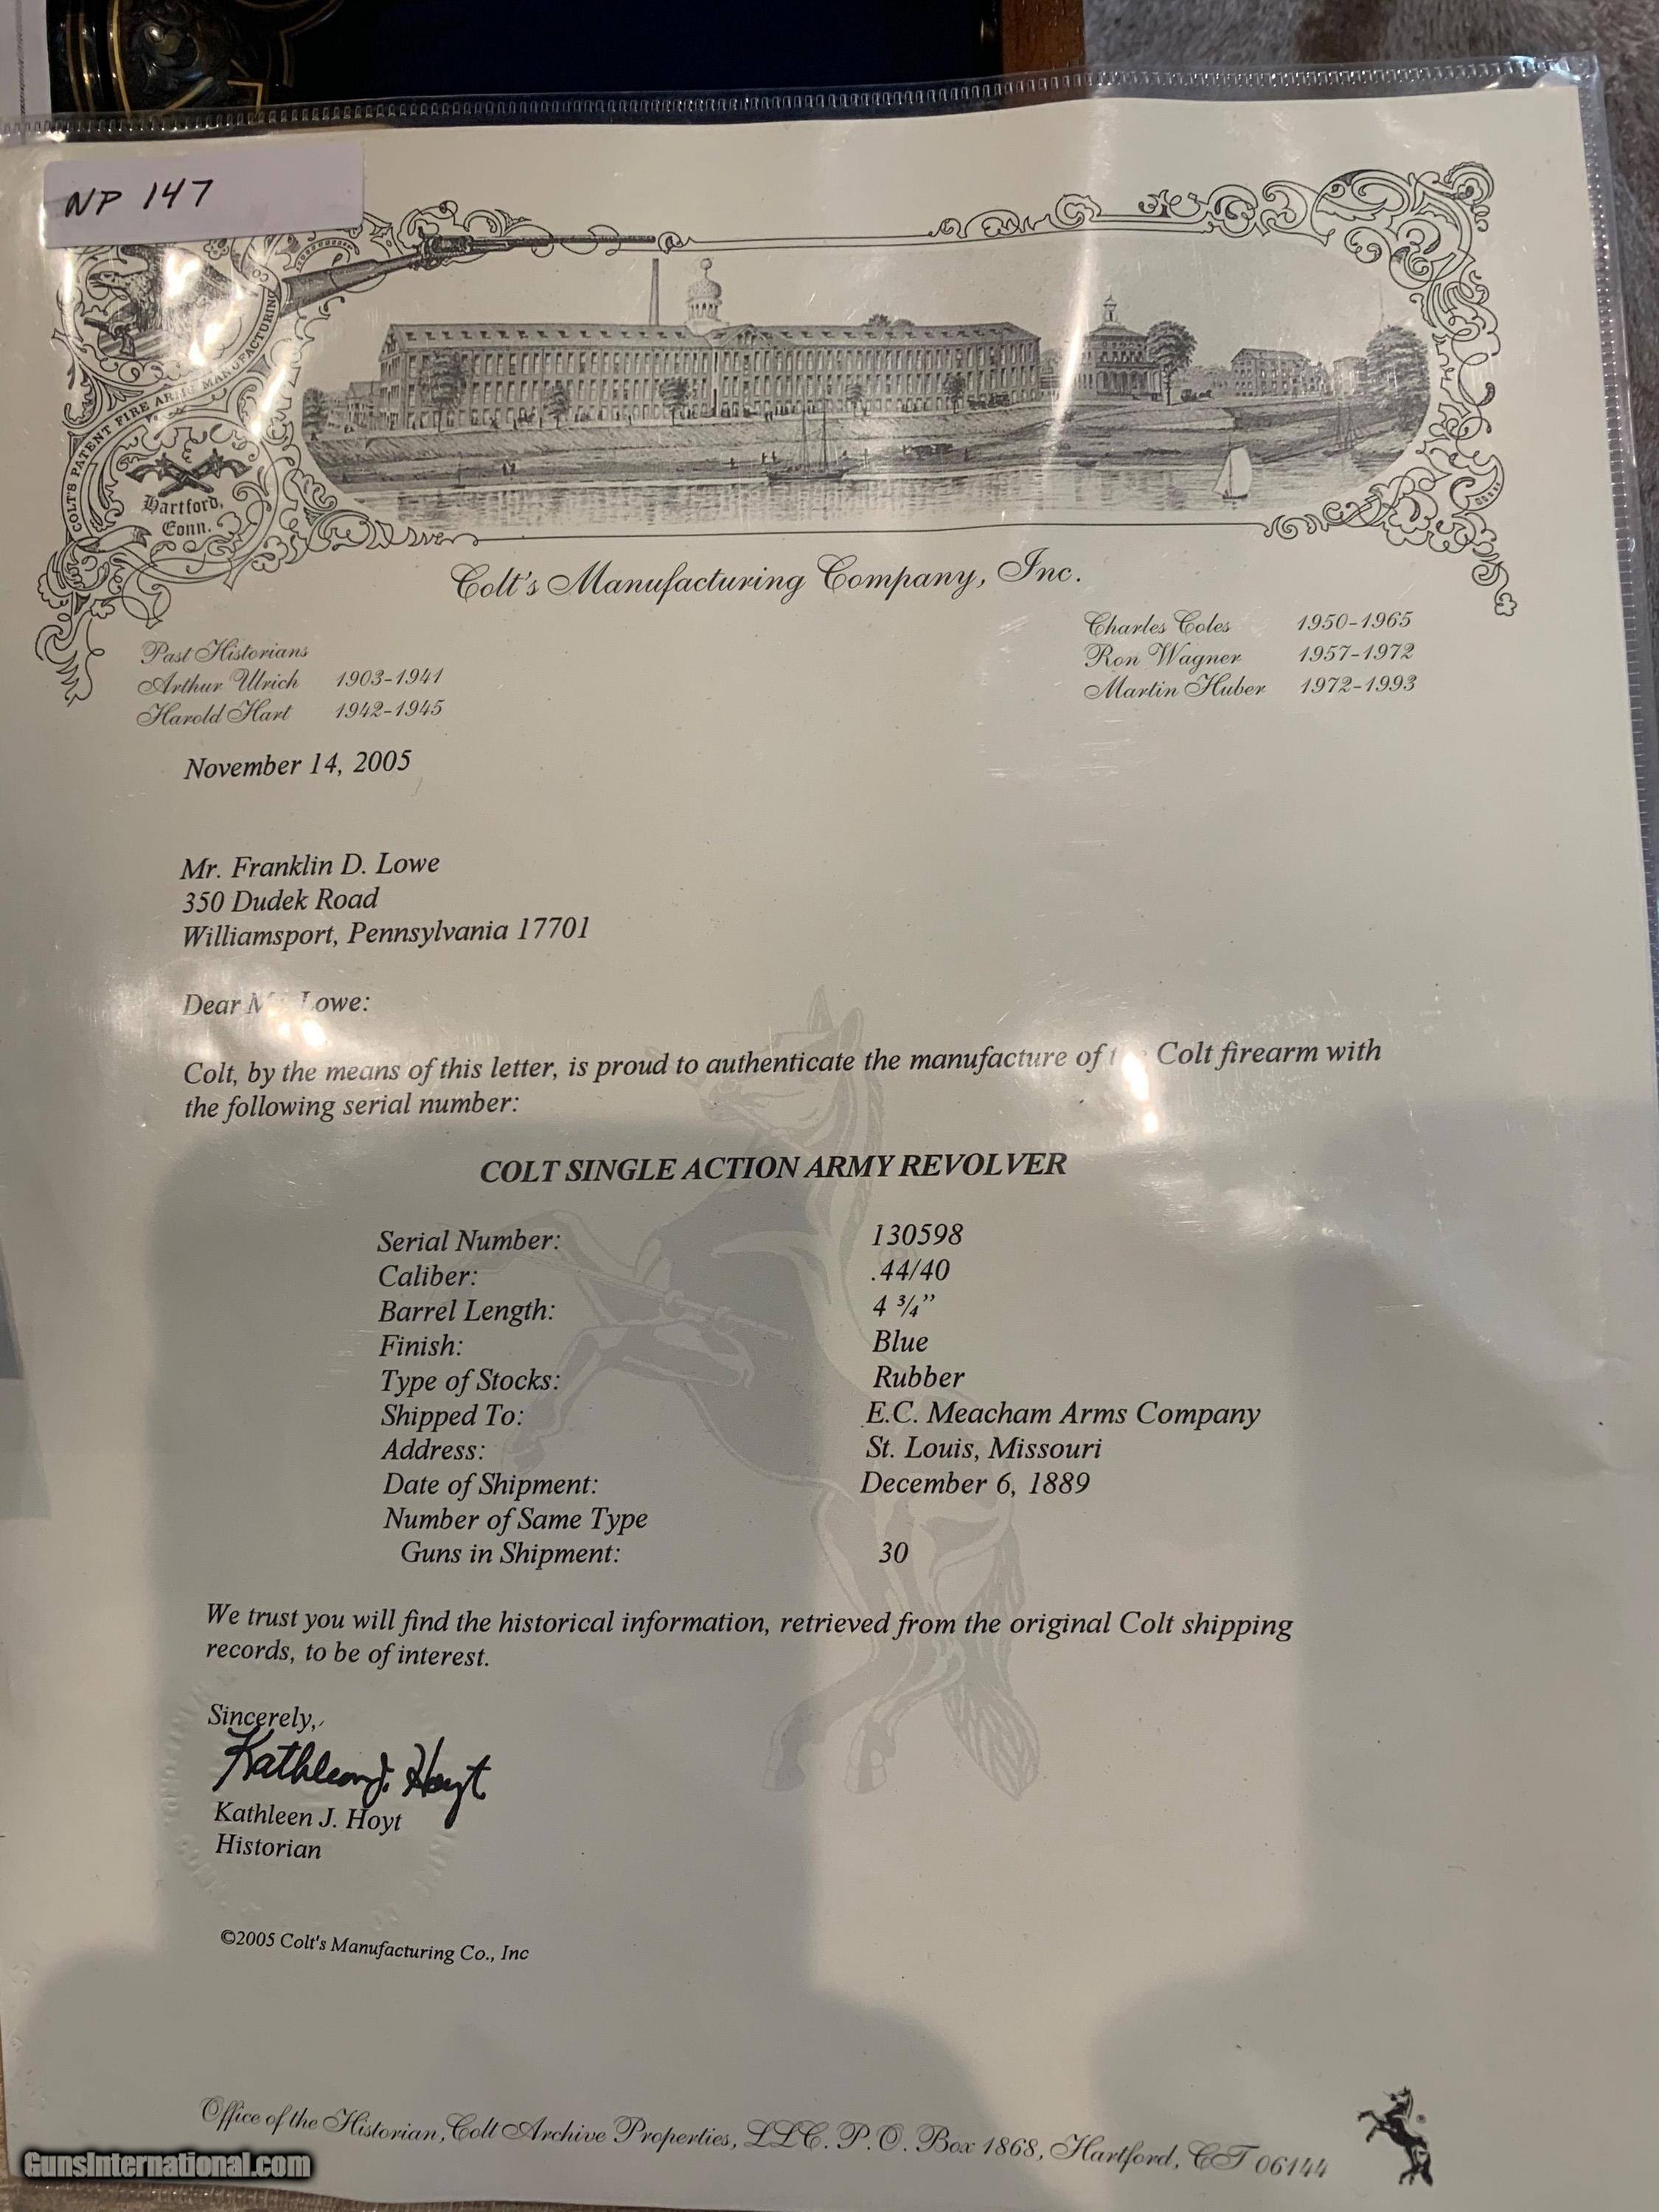 NP 147
COLT'S PATENT FIRE ARMS MANUFACTURING
Hartford,
Conn.
Colt's Manufacturing Company, Inc.
Past Historians
Arthur Ulrich 1903-1941
Harold Hart 1942-1945
Charles Coles 1950-1965
Ron Wagner 1957-1972
Martin Huber 1972-1993
November 14, 2005
Mr. Franklin D. Lowe
350 Dudek Road
Williamsport, Pennsylvania 17701
Dear Lowe:
Colt, by the means of this letter, is proud to authenticate the manufacture of Colt firearm with
the following serial number:
COLT SINGLE ACTION ARMY REVOLVER
Serial Number: 130598
Caliber: .44/40
Barrel Length: 4 ¾”
Finish: Blue
Type of Stocks: Rubber
Shipped To: E.C. Meacham Arms Company
Address: St. Louis, Missouri
Date of Shipment: December 6, 1889
Number of Same Type
Guns in Shipment: 30
We trust you will find the historical information, retrieved from the original Colt shipping
records, to be of interest.
Sincerely,
Kathleen J. Hoyt
Kathleen J. Hoyt
Historian
©2005 Colt's Manufacturing Co., Inc
Office of the Historian, Colt Archive Properties, LLC. P.O. Box 1868, Hartford, CT 06144
GunsInternational.com